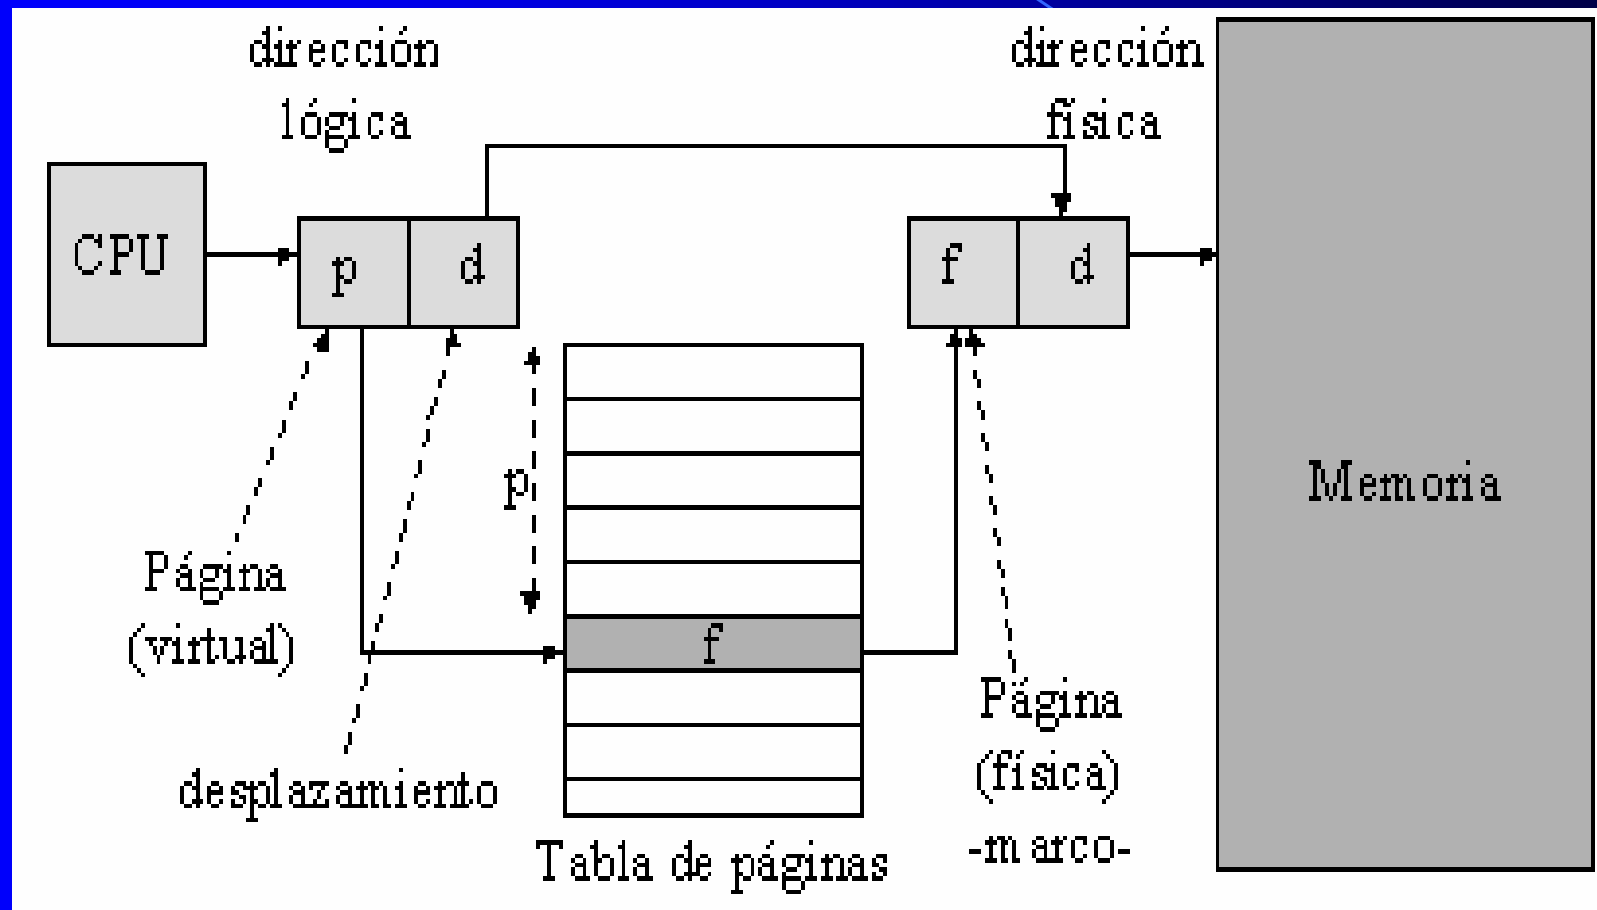 dirección
lógica
dirección
física
CPU
p
d
f
d
p
Memoria
Página
(virtual)
f
desplazamiento
Página
(física)
-marco-
Tabla de páginas